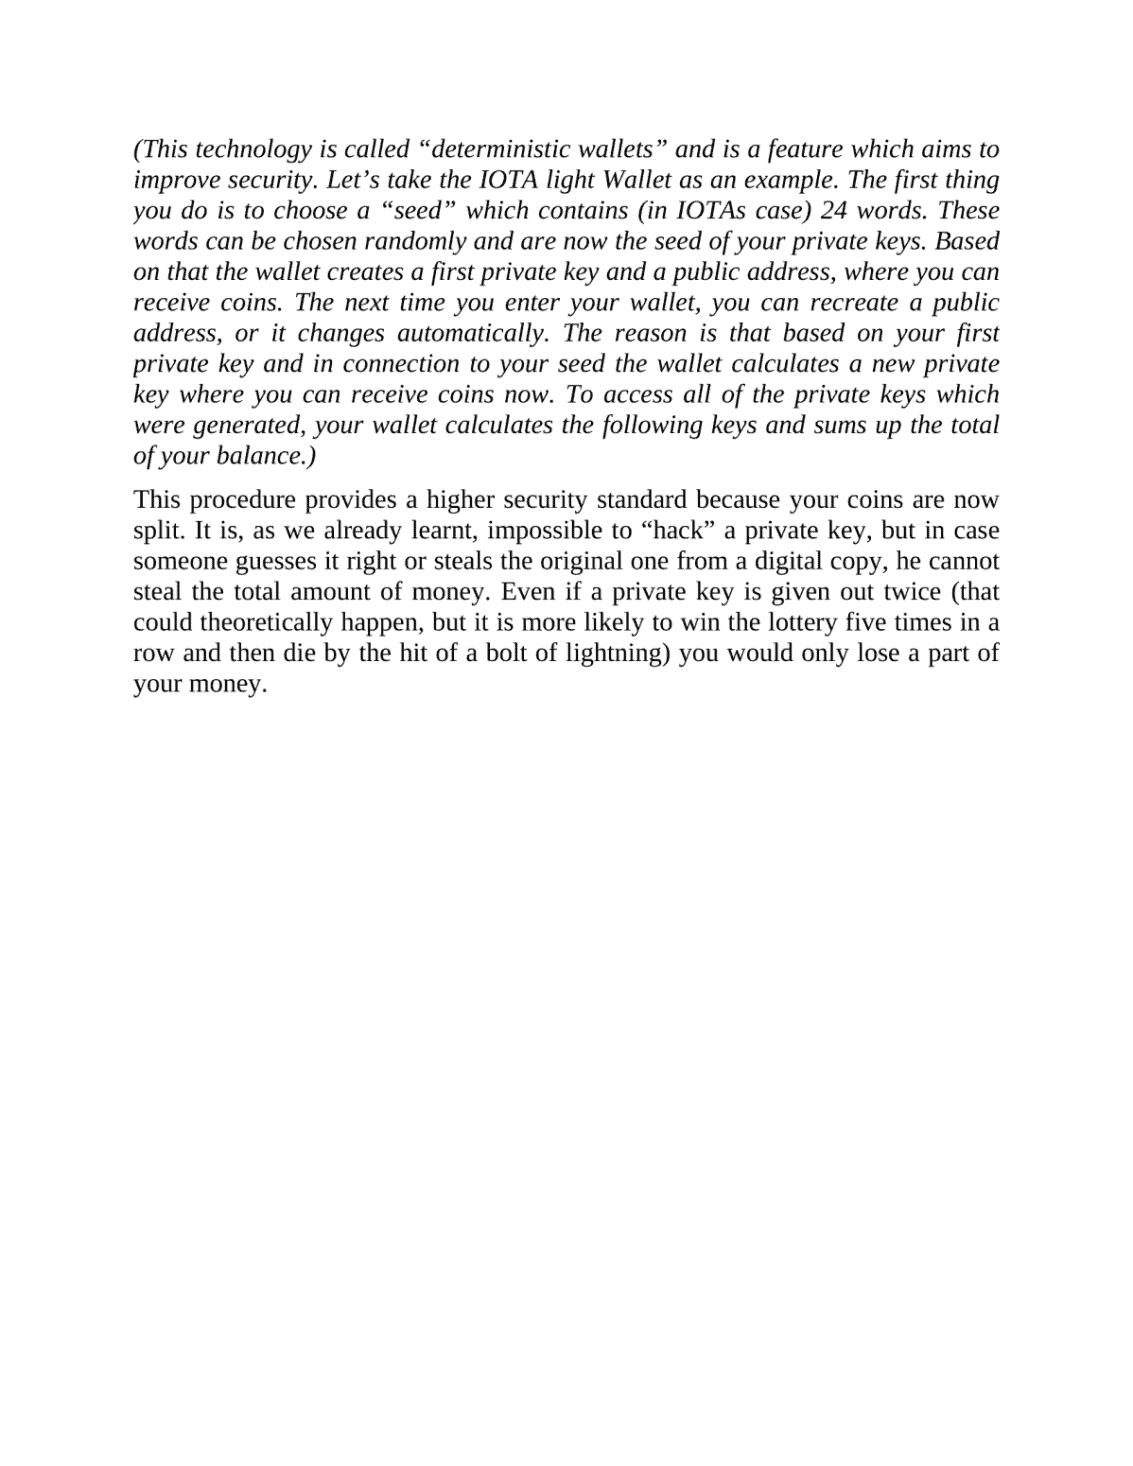 (This technology is called “deterministic wallets” and is a feature which aims to
improve security. Let’s take the IOTA light Wallet as an example. The first thing
you do is to choose a “seed” which contains (in IOTAs case) 24 words. These
words can be chosen randomly and are now the seed of your private keys. Based
on that the wallet creates a first private key and a public address, where you can
receive coins. The next time you enter your wallet, you can recreate a public
address, or it changes automatically. The reason is that based on your first
private key and in connection to your seed the wallet calculates a new private
key where you can receive coins now. To access all of the private keys which
were generated, your wallet calculates the following keys and sums up the total
of your balance.)
This procedure provides a higher security standard because your coins are now
split. It is, as we already learnt, impossible to “hack” a private key, but in case
someone guesses it right or steals the original one from a digital copy, he cannot
steal the total amount of money. Even if a private key is given out twice (that
could theoretically happen, but it is more likely to win the lottery five times in a
row and then die by the hit of a bolt of lightning) you would only lose a part of
your money.